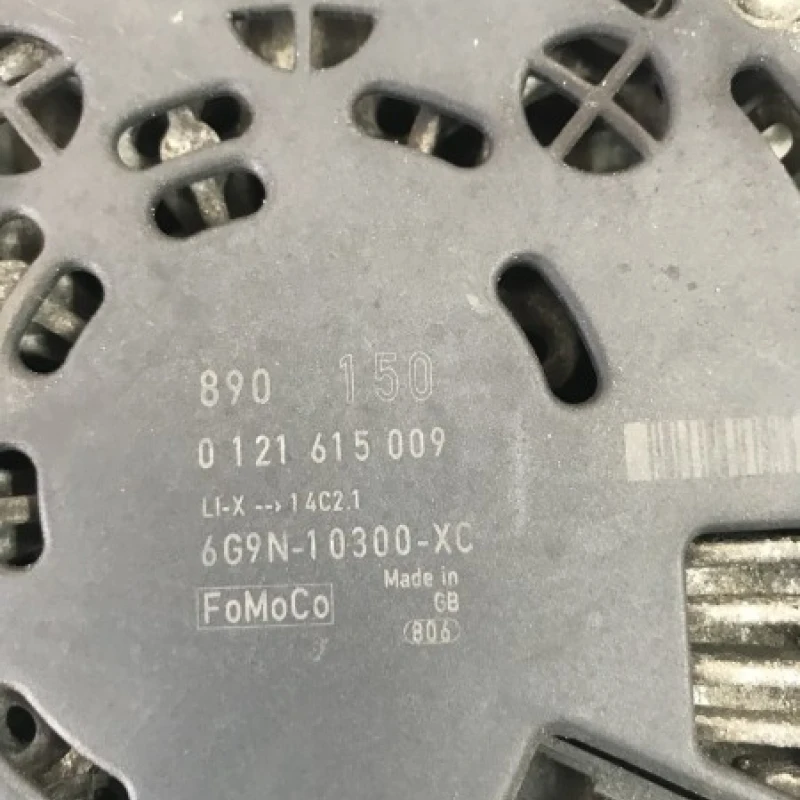 890 150
0 121 615 009
LI-X --> 14C2.1
6G9N-10300-XC
FoMoCo Made in
GB
806